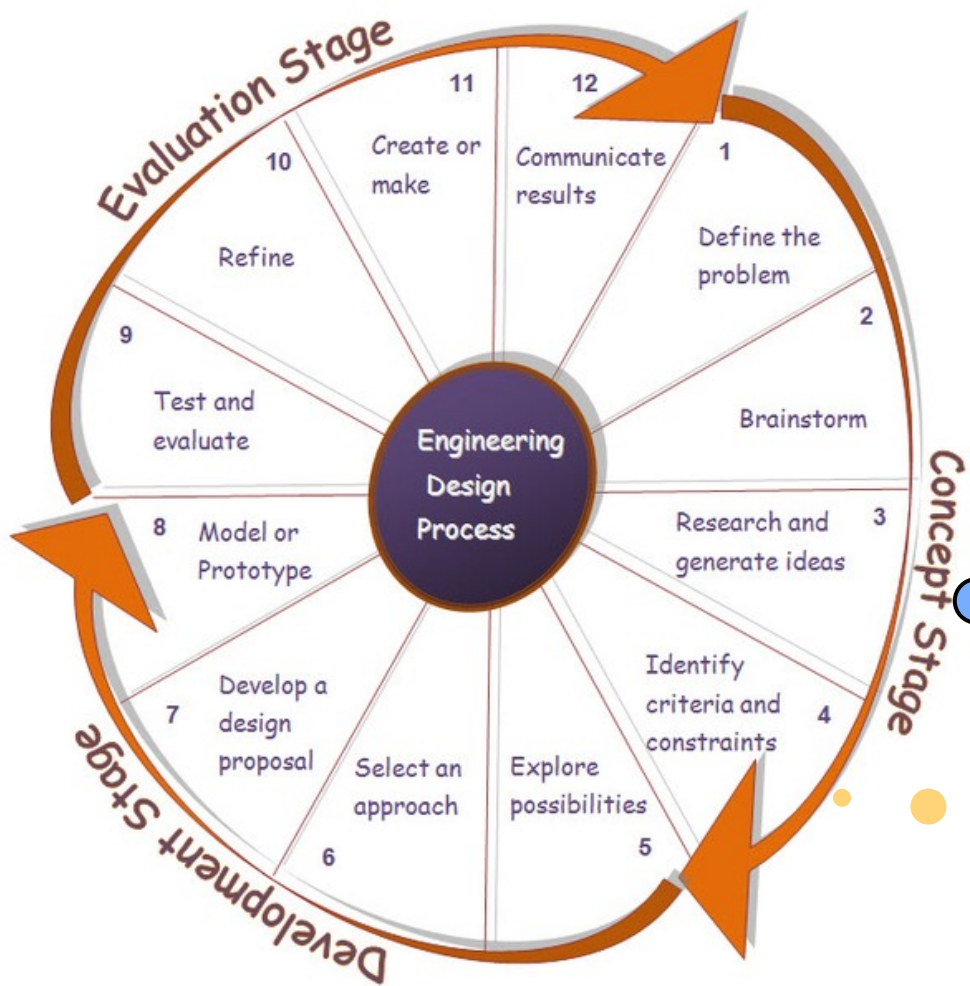 Engineering
Design
Process
Concept Stage
1
Define the
problem
2
Brainstorm
3
Research and
generate ideas
4
Identify
criteria and
constraints
Development Stage
5
Explore
possibilities
6
Select an
approach
7
Develop a
design
proposal
8
Model or
Prototype
Evaluation Stage
9
Test and
evaluate
10
Refine
11
Create or
make
12
Communicate
results